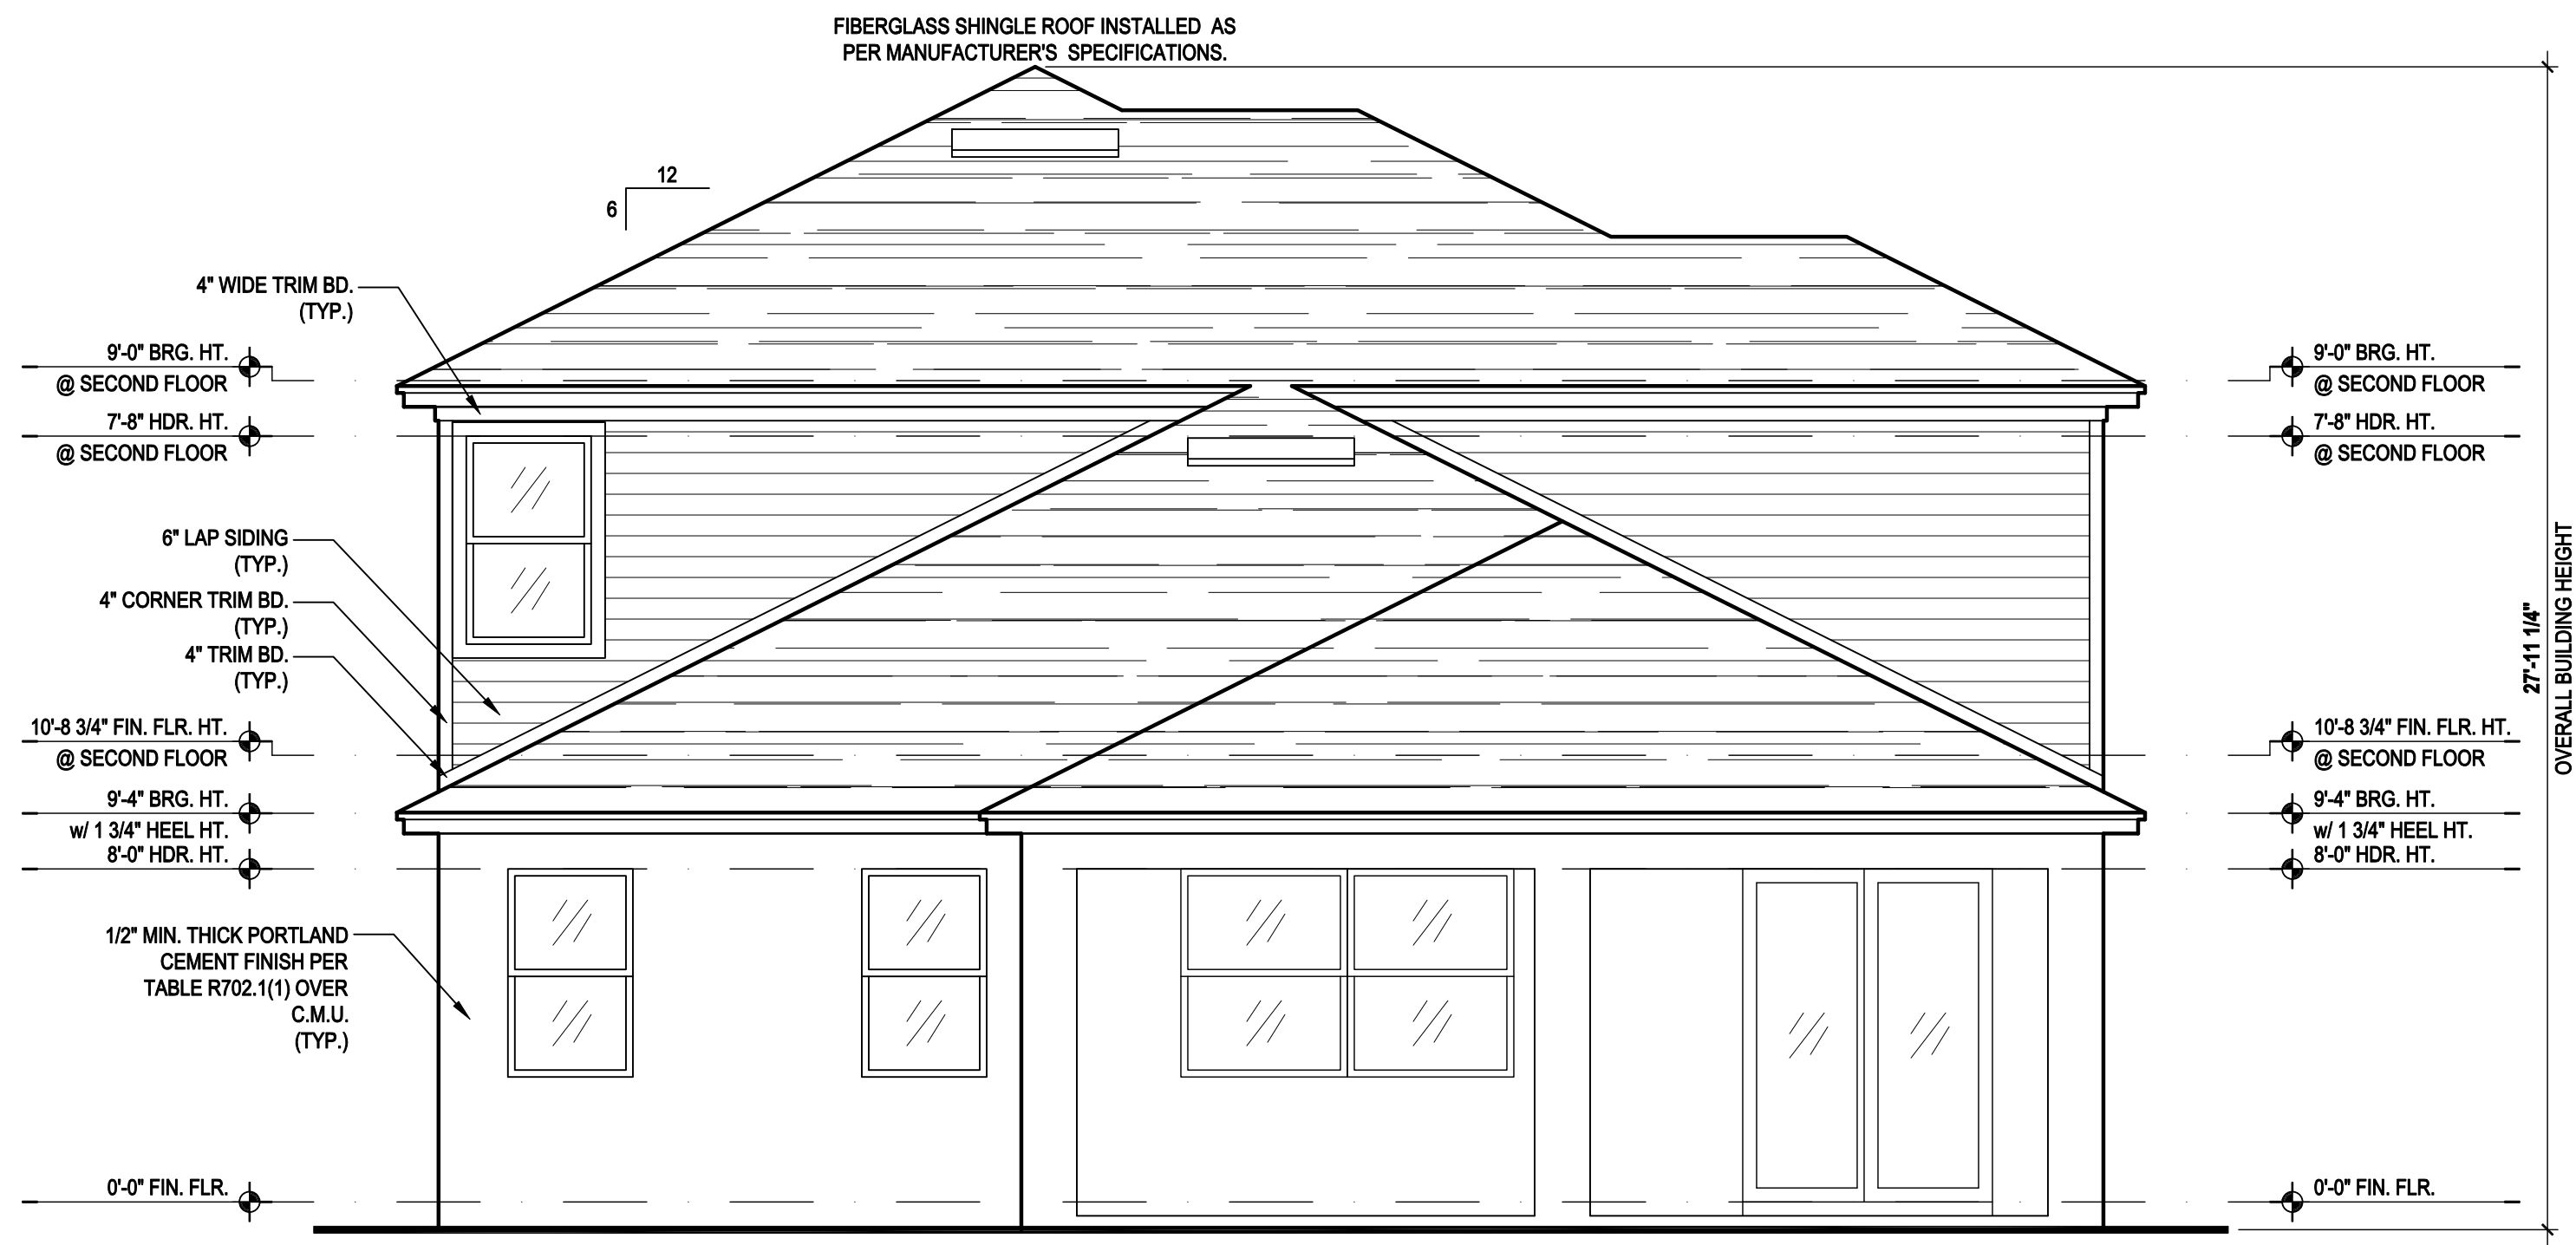 FIBERGLASS SHINGLE ROOF INSTALLED AS
PER MANUFACTURER'S SPECIFICATIONS.
12
6
4" WIDE TRIM BD.
(TYP.)
9'-0" BRG. HT.
@ SECOND FLOOR
7'-8" HDR. HT.
@ SECOND FLOOR
6" LAP SIDING
(TYP.)
4" CORNER TRIM BD.
(TYP.)
4" TRIM BD.
(TYP.)
10'-8 3/4" FIN. FLR. HT.
@ SECOND FLOOR
9'-4" BRG. HT.
w/ 1 3/4" HEEL HT.
8'-0" HDR. HT.
1/2" MIN. THICK PORTLAND
CEMENT FINISH PER
TABLE R702.1(1) OVER
C.M.U.
(TYP.)
0'-0" FIN. FLR.
9'-0" BRG. HT.
@ SECOND FLOOR
7'-8" HDR. HT.
@ SECOND FLOOR
10'-8 3/4" FIN. FLR. HT.
@ SECOND FLOOR
9'-4" BRG. HT.
w/ 1 3/4" HEEL HT.
8'-0" HDR. HT.
0'-0" FIN. FLR.
27'-11 1/4"
OVERALL BUILDING HEIGHT